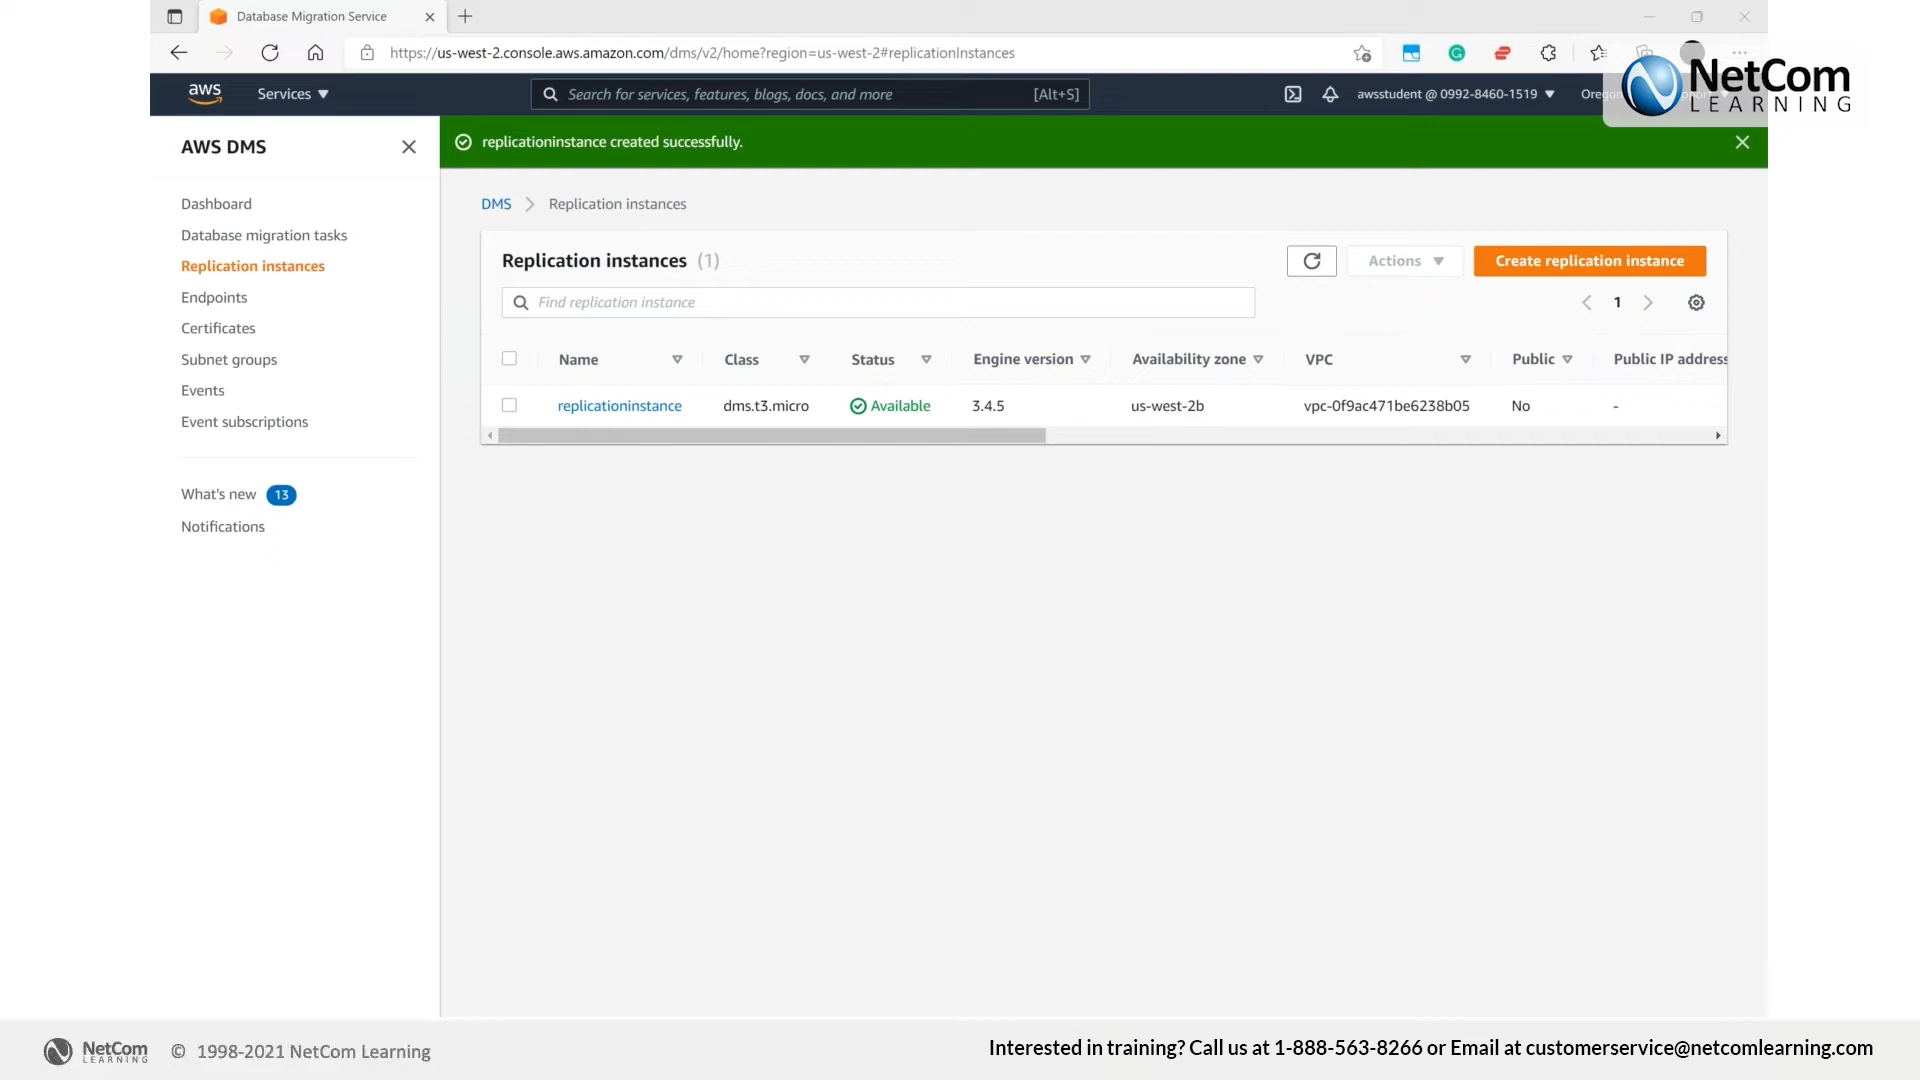 Database Migration Service
https://us-west-2.console.aws.amazon.com/dms/v2/home?region=us-west-2#replicationInstances
NetCom
LEARNING
aws
Services
Search for services, features, blogs, docs, and more
[Alt+S]
awsstudent @ 0992-8460-1519
AWS DMS
replicationinstance created successfully.
Dashboard
Database migration tasks
Replication instances
Endpoints
Certificates
Subnet groups
Events
Event subscriptions
What's new 13
Notifications
DMS > Replication instances
Replication instances (1)
Actions
Create replication instance
Find replication instance
1
Name Class Status Engine version Availability zone VPC Public Public IP address
replicationinstance dms.t3.micro Available 3.4.5 us-west-2b vpc-0f9ac471be6238b05 No -
NetCom
LEARNING
© 1998-2021 NetCom Learning
Interested in training? Call us at 1-888-563-8266 or Email at customerservice@netcomlearning.com